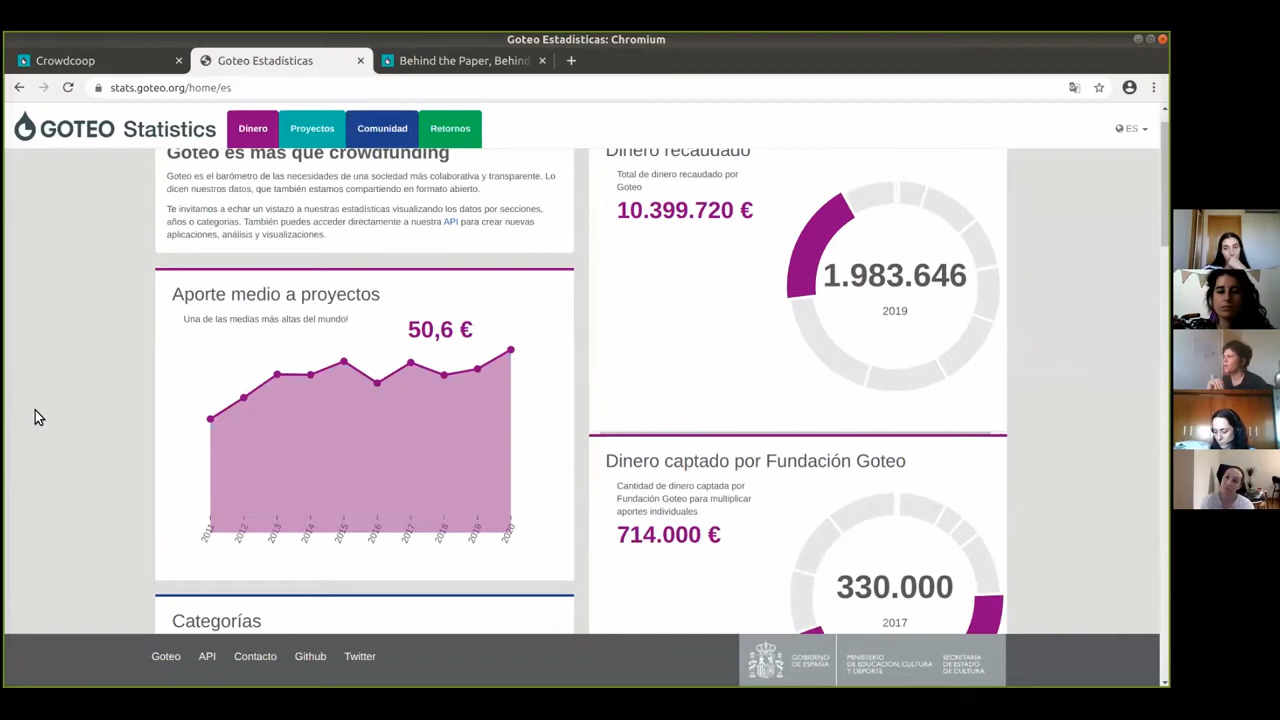 Goteo Estadísticas: Chromium
Crowdcoop
Goteo Estadísticas
Behind the Paper, Behind
stats.goteo.org/home/es
GOTEO Statistics
Dinero
Proyectos
Comunidad
Retornos
ES
Goteo es más que crowdfunding
Goteo es el barómetro de las necesidades de una sociedad más colaborativa y transparente. Lo
dicen nuestros datos, que también estamos compartiendo en formato abierto.
Te invitamos a echar un vistazo a nuestras estadísticas visualizando los datos por secciones,
años o categorias. También puedes acceder directamente a nuestra API para crear nuevas
aplicaciones, análisis y visualizaciones.
Aporte medio a proyectos
Una de las medias más altas del mundo!
50,6 €
2011
2012
2013
2014
2015
2016
2017
2018
2019
2020
Categorías
Dinero recaudado
Total de dinero recaudado por
Goteo
10.399.720 €
1.983.646
2019
Dinero captado por Fundación Goteo
Cantidad de dinero captada por
Fundación Goteo para multiplicar
aportes individuales
714.000 €
330.000
2017
Goteo
API
Contacto
Github
Twitter
GOBIERNO
DE ESPAÑA
MINISTERIO
DE EDUCACIÓN, CULTURA
Y DEPORTE
SECRETARÍA
DE ESTADO
DE CULTURA